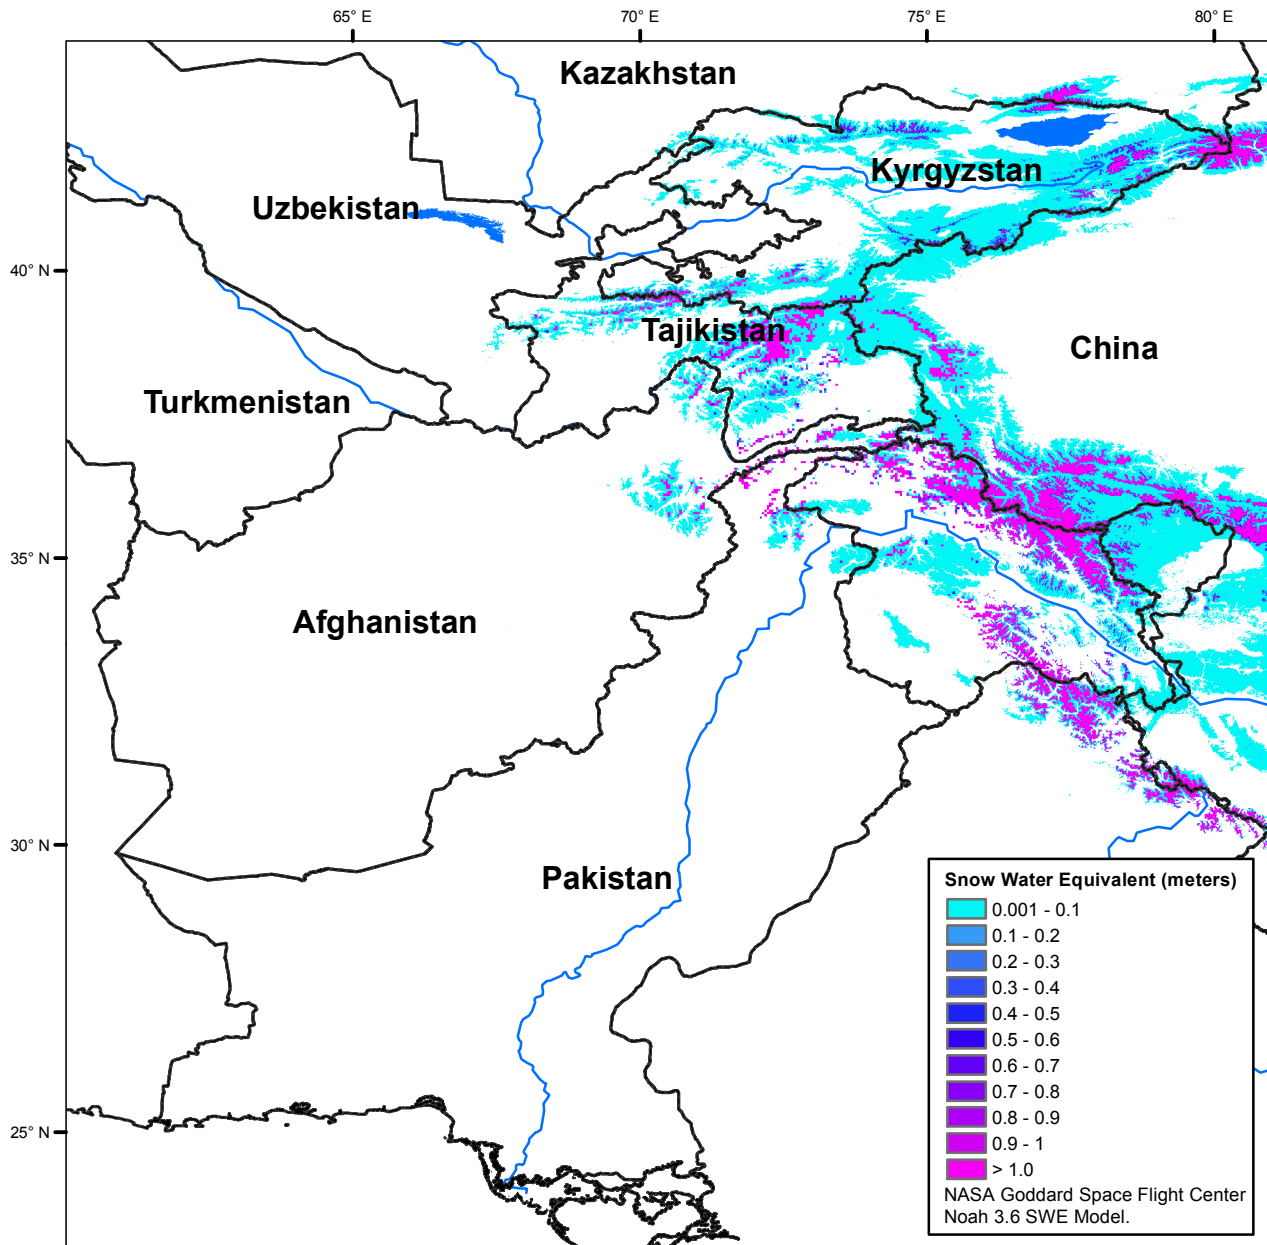 65° E
70° E
75° E
80° E
Kazakhstan
Kyrgyzstan
Uzbekistan
40° N
Tajikistan
China
Turkmenistan
35° N
Afghanistan
30° N
Pakistan
25° N
Snow Water Equivalent (meters)
0.001 - 0.1
0.1 - 0.2
0.2 - 0.3
0.3 - 0.4
0.4 - 0.5
0.5 - 0.6
0.6 - 0.7
0.7 - 0.8
0.8 - 0.9
0.9 - 1
> 1.0
NASA Goddard Space Flight Center
Noah 3.6 SWE Model.